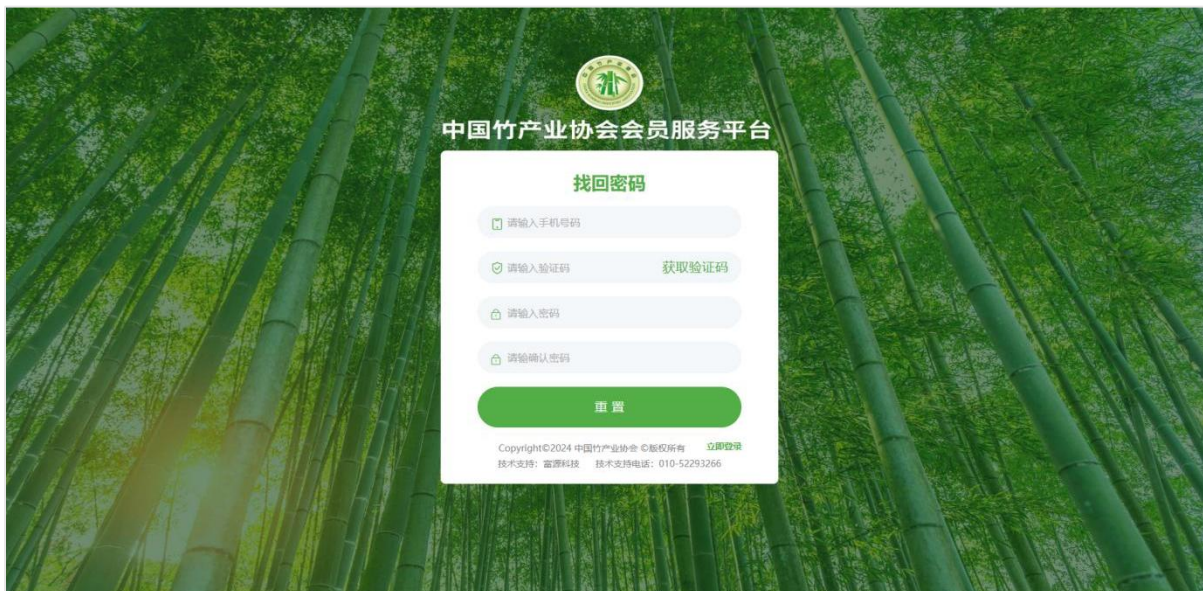 中国竹产业协会会员服务平台
找回密码
请输入手机号码
请输入验证码 获取验证码
请输入密码
请输确认密码
重置
Copyright©2024 中国竹产业协会 ©版权所有 立即登录
技术支持：富源科技 技术支持电话：010-52293266